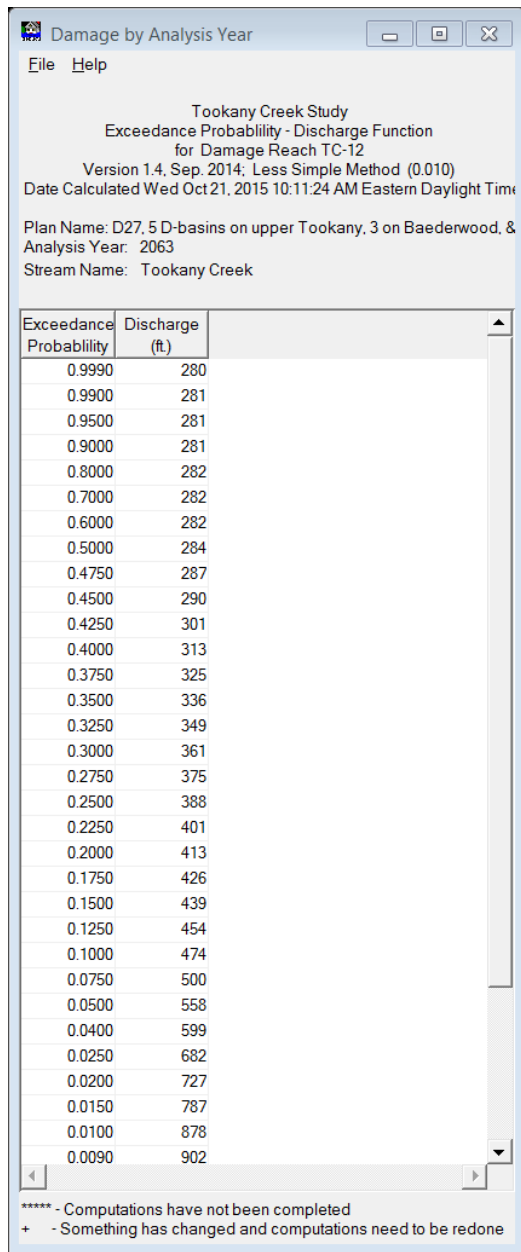 Damage by Analysis Year
File Help
Tookany Creek Study
Exceedance Probablility - Discharge Function
for Damage Reach TC-12
Version 1.4, Sep. 2014; Less Simple Method (0.010)
Date Calculated Wed Oct 21, 2015 10:11:24 AM Eastern Daylight Time
Plan Name: D27, 5 D-basins on upper Tookany, 3 on Baederwood, &
Analysis Year: 2063
Stream Name: Tookany Creek
Exceedance Discharge
Probablility (ft.)
0.9990 280
0.9900 281
0.9500 281
0.9000 281
0.8000 282
0.7000 282
0.6000 282
0.5000 284
0.4750 287
0.4500 290
0.4250 301
0.4000 313
0.3750 325
0.3500 336
0.3250 349
0.3000 361
0.2750 375
0.2500 388
0.2250 401
0.2000 413
0.1750 426
0.1500 439
0.1250 454
0.1000 474
0.0750 500
0.0500 558
0.0400 599
0.0250 682
0.0200 727
0.0150 787
0.0100 878
0.0090 902
***** - Computations have not been completed
+ - Something has changed and computations need to be redone